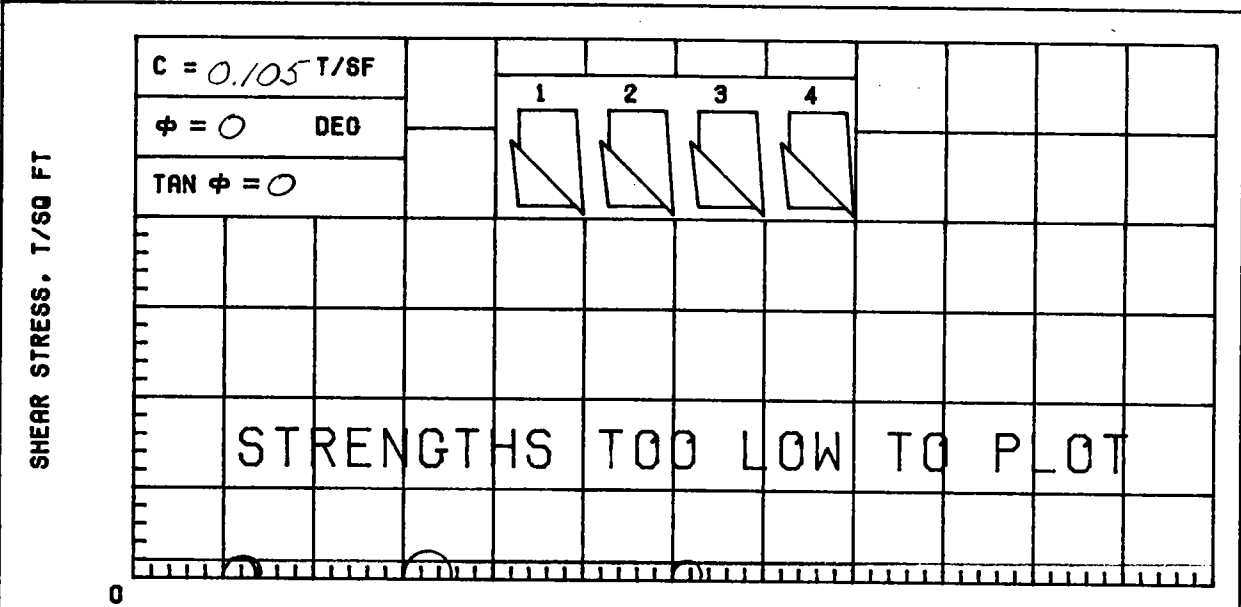 C = 0.105 T/SF
φ = 0 DEG
TAN φ = 0
1 2 3 4
SHEAR STRESS, T/SQ FT
STRENGTHS TOO LOW TO PLOT
0